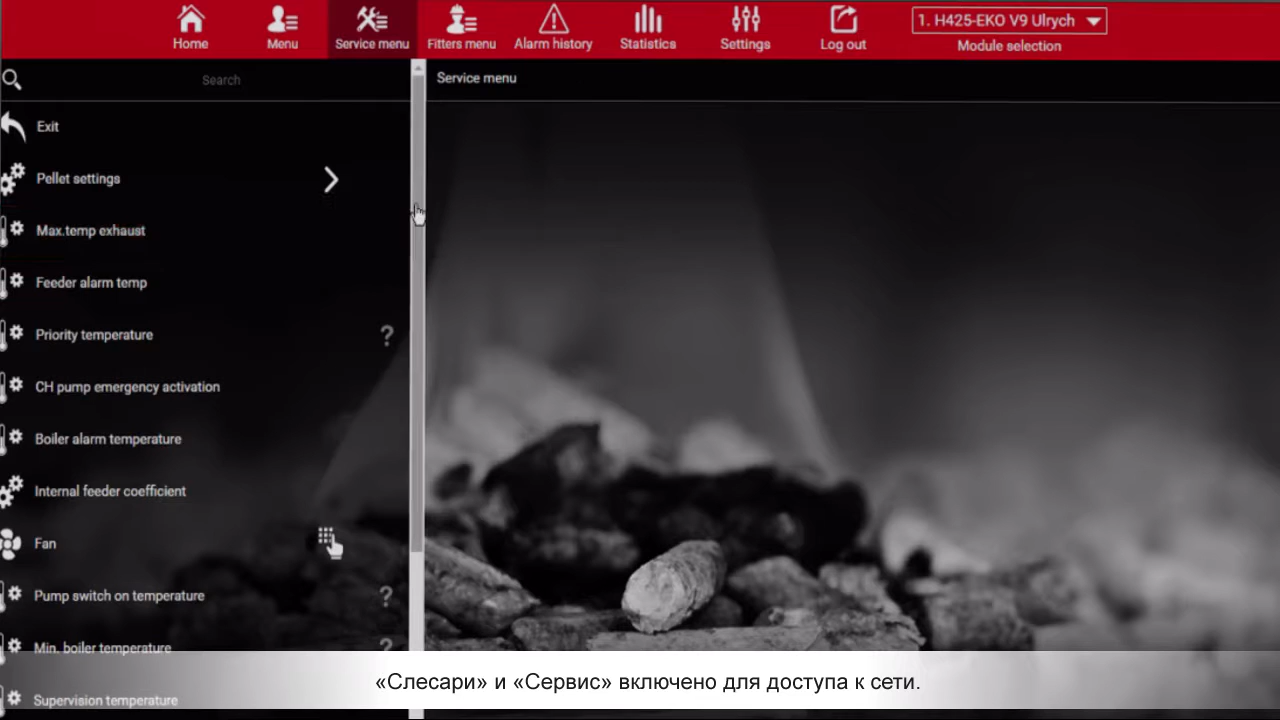 Home
Menu
Service menu
Fitters menu
Alarm history
Statistics
Settings
Log out
1. H425-EKO V9 Ulrych
Module selection
Search
Service menu
Exit
Pellet settings
Max.temp exhaust
Feeder alarm temp
Priority temperature ?
CH pump emergency activation
Boiler alarm temperature
Internal feeder coefficient
Fan
Pump switch on temperature ?
Min. boiler temperature ?
Supervision temperature
«Слесари» и «Сервис» включено для доступа к сети.